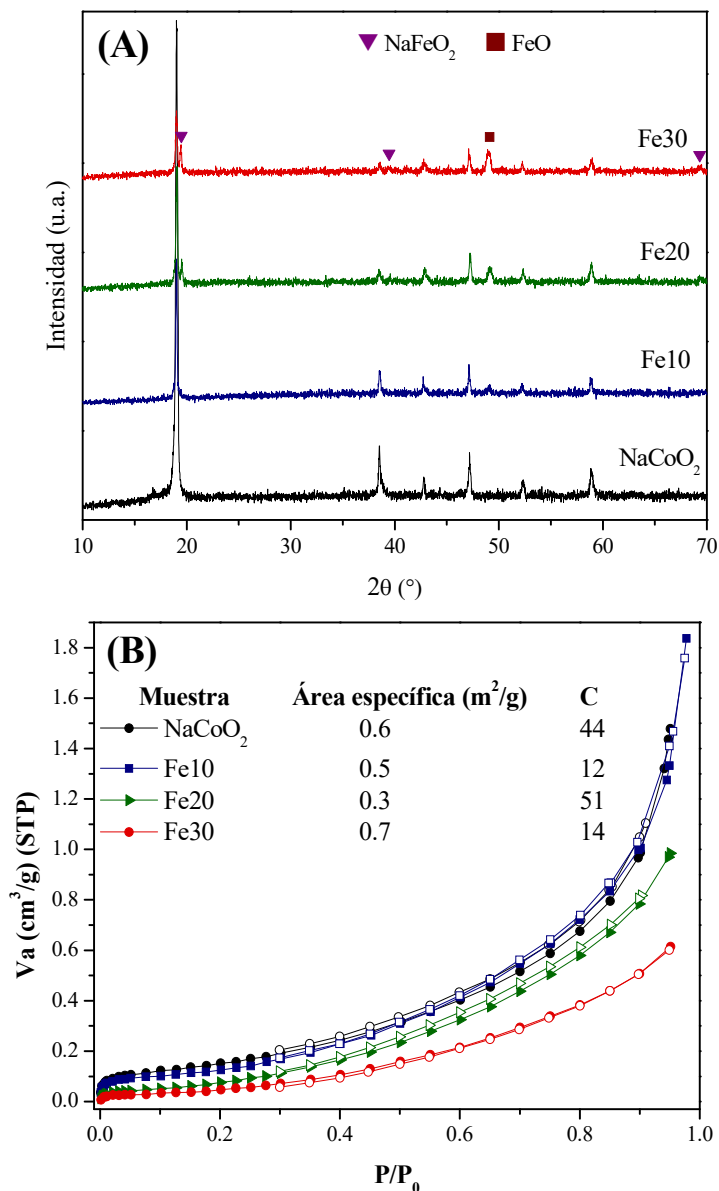 (A)
▼ NaFeO₂ ■ FeO
Fe30
Fe20
Fe10
NaCoO₂
Intensidad (u.a.)
10 20 30 40 50 60 70
2θ (°)
(B)
Muestra Área específica (m²/g) C
NaCoO₂ 0.6 44
Fe10 0.5 12
Fe20 0.3 51
Fe30 0.7 14
1.8
1.6
1.4
1.2
1.0
0.8
0.6
0.4
0.2
0.0
Va (cm³/g) (STP)
0.0 0.2 0.4 0.6 0.8 1.0
P/P₀